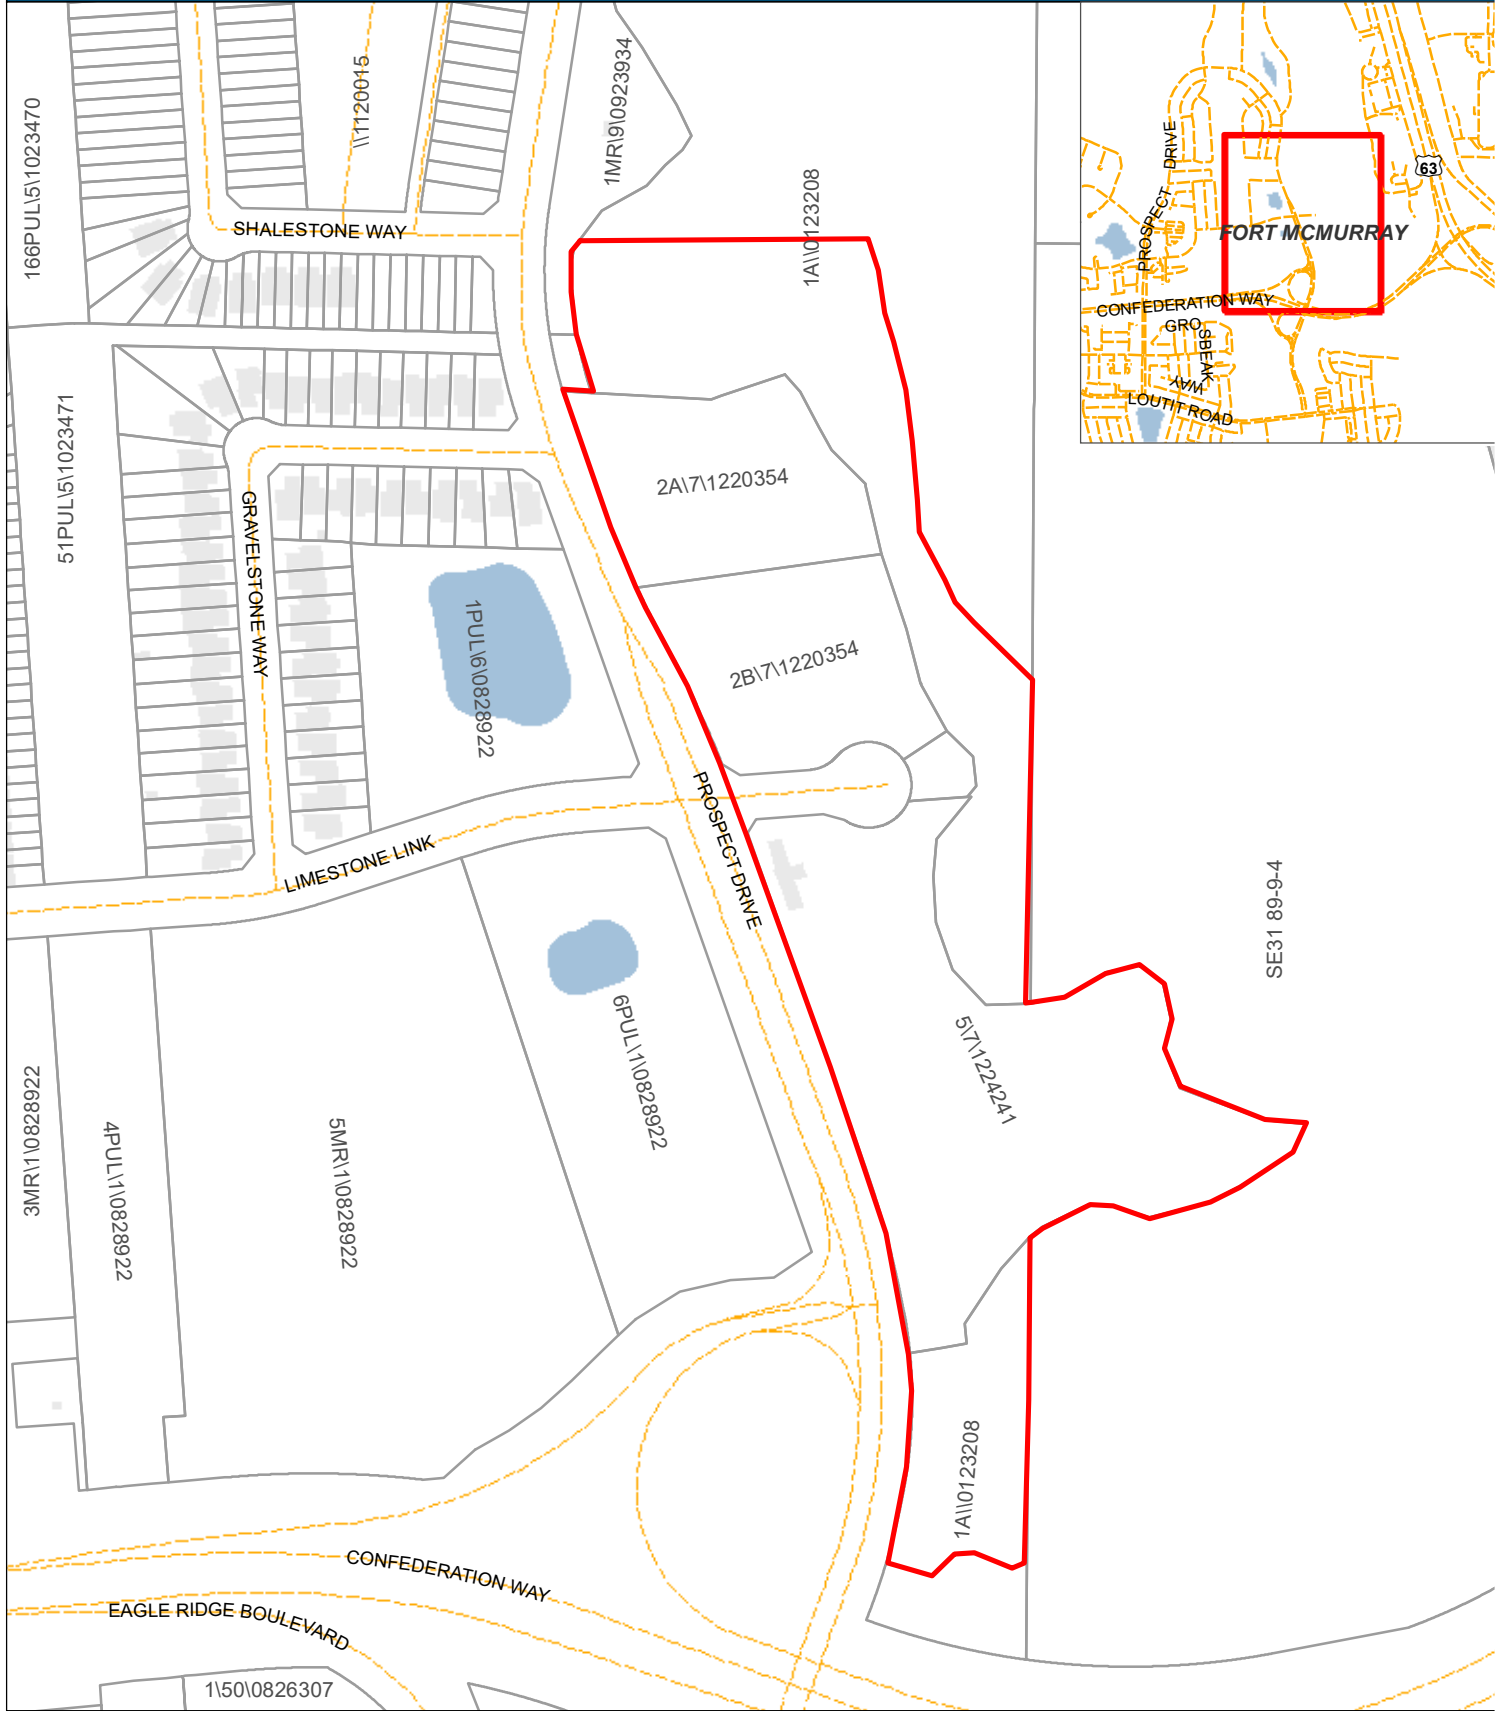 166PUL\5\1023470
\\1120015
1MR\9\0923934
1A\\0123208
SHALESTONE WAY
PROSPECT DRIVE
63
FORT MCMURRAY
CONFEDERATION WAY
GROSBEAK
WAY
LOUTIT ROAD
51PUL\5\1023471
GRAVELSTONE WAY
2A\7\1220354
1PUL\6\0828922
2B\7\1220354
PROSPECT DRIVE
LIMESTONE LINK
SE31 89-9-4
6PUL\1\0828922
5\7\1224241
3MR\1\0828922
4PUL\1\0828922
5MR\1\0828922
1A\\0123208
CONFEDERATION WAY
EAGLE RIDGE BOULEVARD
1\50\0826307